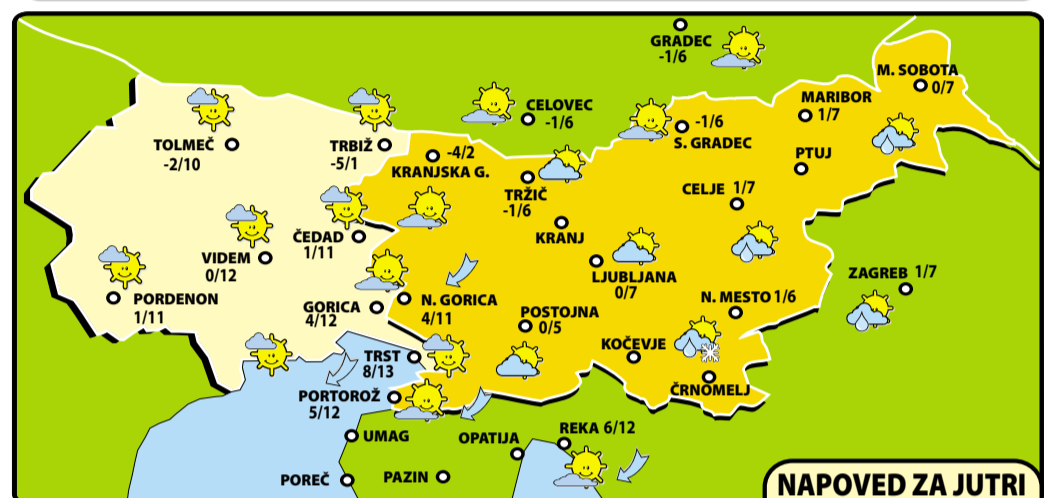 GRADEC
-1/6
M. SOBOTA
0/7
CELOVEC
-1/6
MARIBOR
1/7
-1/6
S. GRADEC
TOLMEČ
-2/10
TRBIŽ
-5/1
-4/2
KRANJSKA G.
PTUJ
TRŽIČ
-1/6
CELJE 1/7
KRANJ
ČEDAD
1/11
VIDEM
0/12
LJUBLJANA
0/7
ZAGREB 1/7
PORDENON
1/11
GORICA
4/12
N. GORICA
4/11
N. MESTO 1/6
POSTOJNA
0/5
KOČEVJE
TRST
8/13
ČRNOMELJ
PORTOROŽ
5/12
UMAG
OPATIJA
REKA 6/12
POREČ
PAZIN
NAPOVED ZA JUTRI